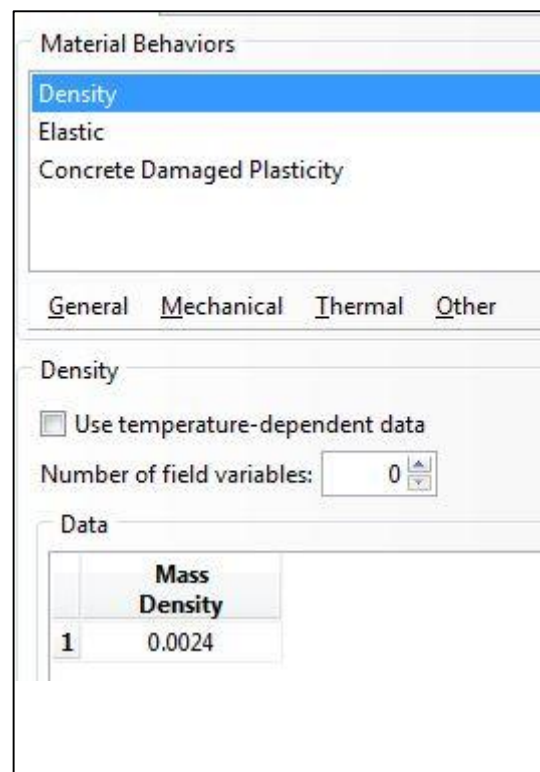 Material Behaviors
Density
Elastic
Concrete Damaged Plasticity
General Mechanical Thermal Other
Density
Use temperature-dependent data
Number of field variables: 0
Data
Mass
Density
1 0.0024